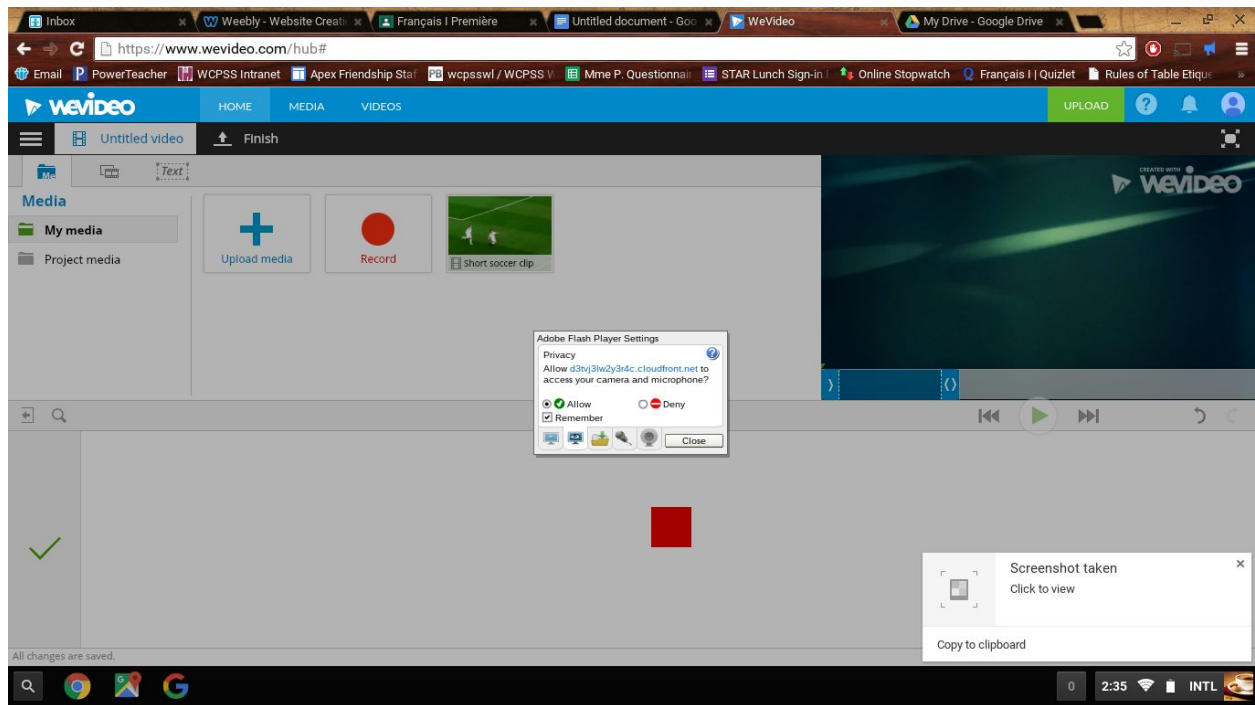 Inbox
Weebly - Website Creati
Français I Première
Untitled document - Goo
WeVideo
My Drive - Google Drive
https://www.wevideo.com/hub#
Email
PowerTeacher
WCPSS Intranet
Apex Friendship Staf
PB wcpsswl / WCPSS W
Mme P. Questionnai
STAR Lunch Sign-in
Online Stopwatch
Français I | Quizlet
Rules of Table Etique
WEVIDEO
HOME
MEDIA
VIDEOS
UPLOAD
Untitled video
Finish
Me
Text
CREATED WITH
WEVIDEO
Media
My media
Project media
Upload media
Record
Short soccer clip
Adobe Flash Player Settings
Privacy
Allow d3tvj3lw2y3r4c.cloudfront.net to
access your camera and microphone?
Allow
Deny
Remember
Close
Screenshot taken
Click to view
Copy to clipboard
All changes are saved.
0
2:35
INTL